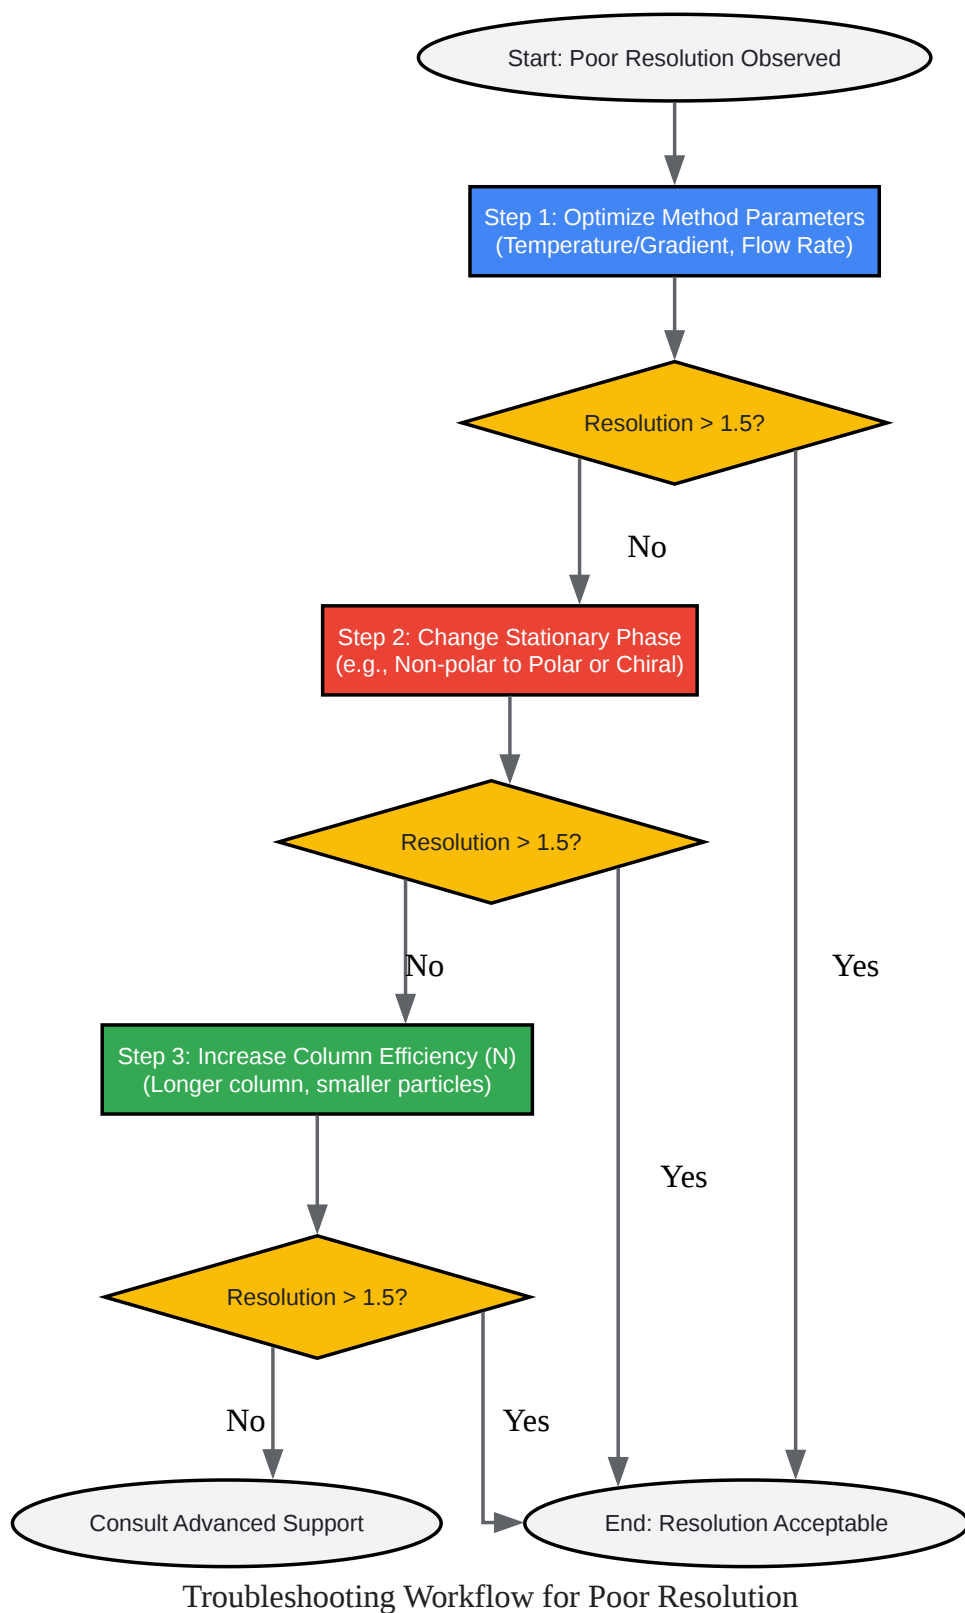 Start: Poor Resolution Observed
Step 1: Optimize Method Parameters
(Temperature/Gradient, Flow Rate)
Resolution > 1.5?
No
Step 2: Change Stationary Phase
(e.g., Non-polar to Polar or Chiral)
Resolution > 1.5?
No
Yes
Step 3: Increase Column Efficiency (N)
(Longer column, smaller particles)
Yes
Resolution > 1.5?
No
Yes
Consult Advanced Support
End: Resolution Acceptable
Troubleshooting Workflow for Poor Resolution